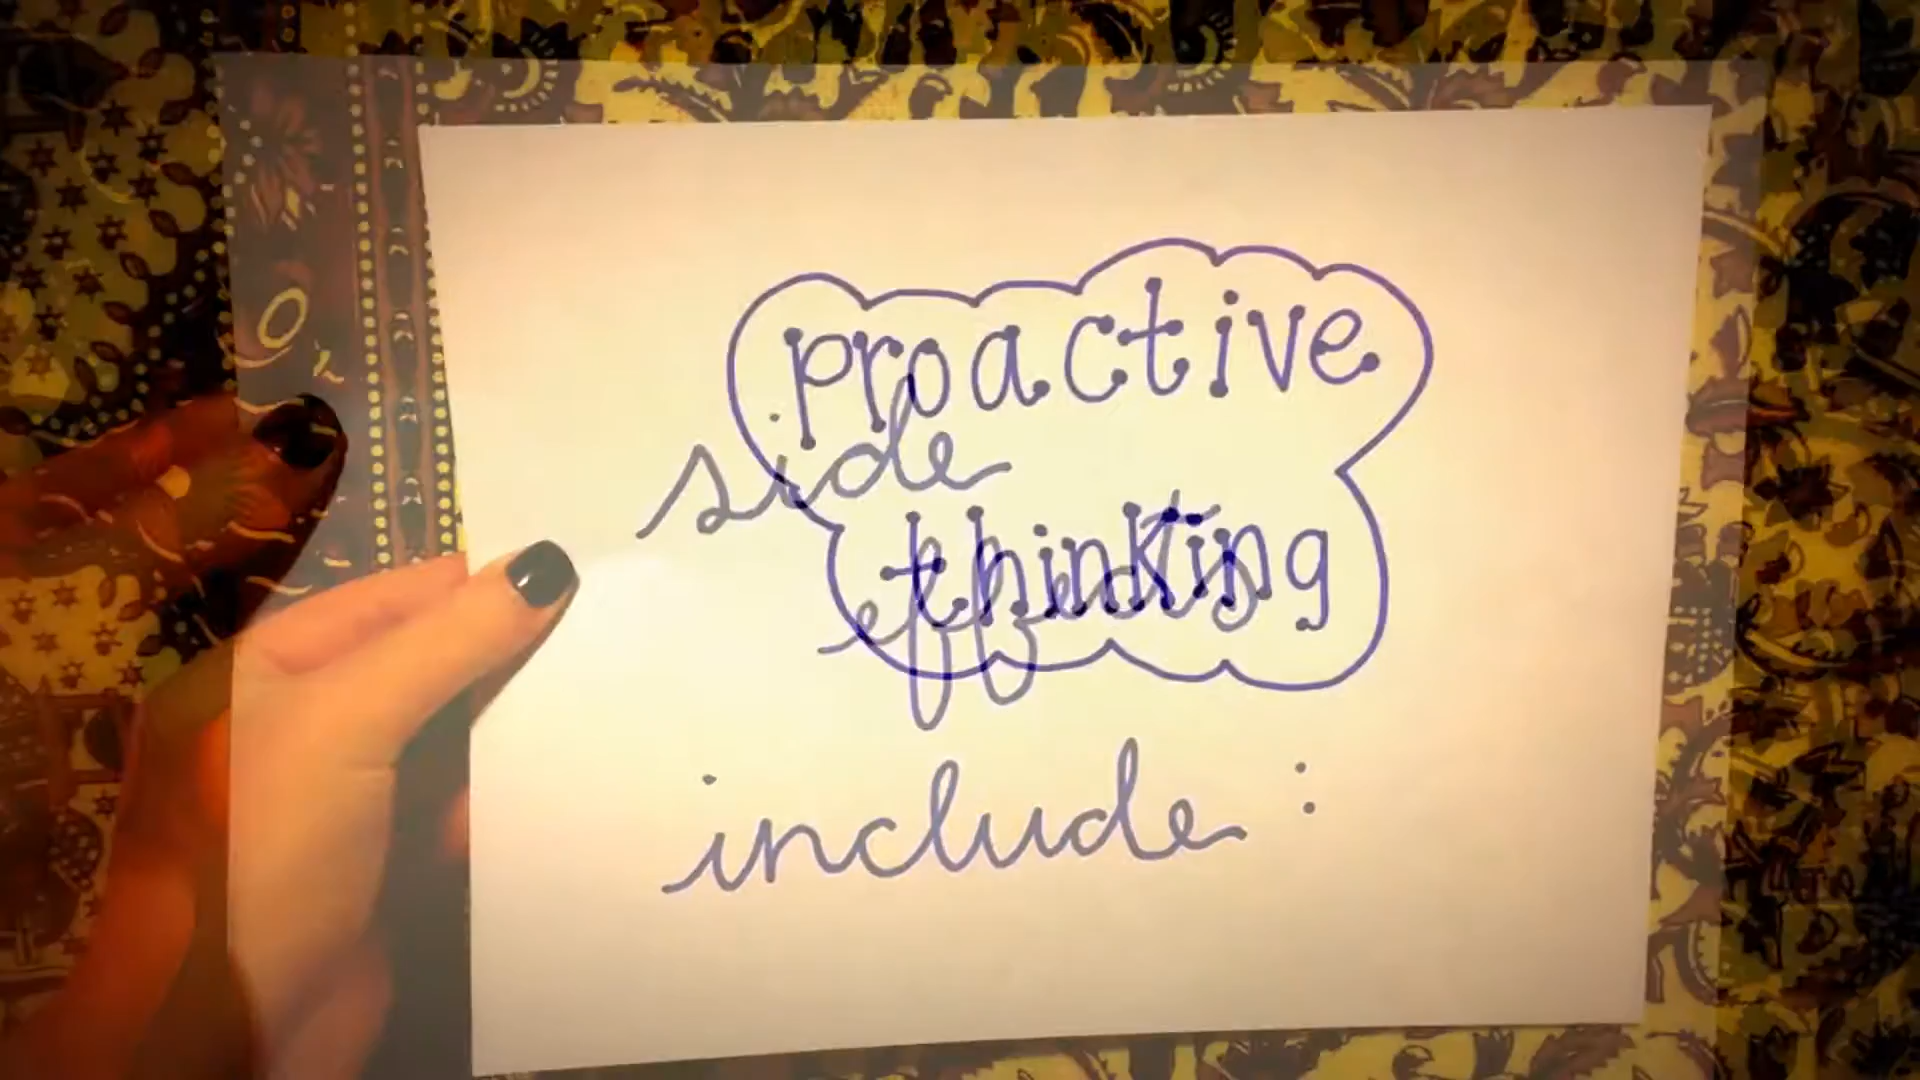 proactive
thinking
side
effects
include :